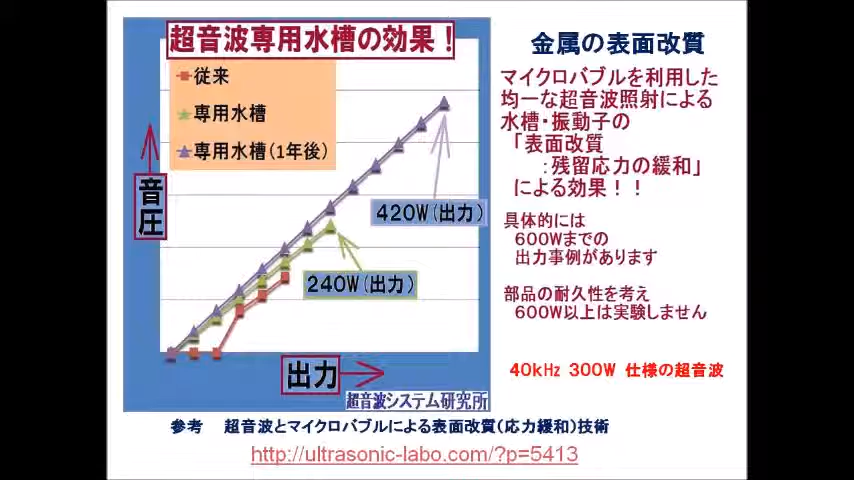 超音波専用水槽の効果！
従来
専用水槽
専用水槽（1年後）
音圧
420W（出力）
240W（出力）
出力
超音波システム研究所
金属の表面改質
マイクロバブルを利用した
均一な超音波照射による
水槽・振動子の
「表面改質
：残留応力の緩和」
による効果！！
具体的には
600Wまでの
出力事例があります
部品の耐久性を考え
600W以上は実験しません
40kHz 300W 仕様の超音波
参考　超音波とマイクロバブルによる表面改質（応力緩和）技術
http://ultrasonic-labo.com/?p=5413